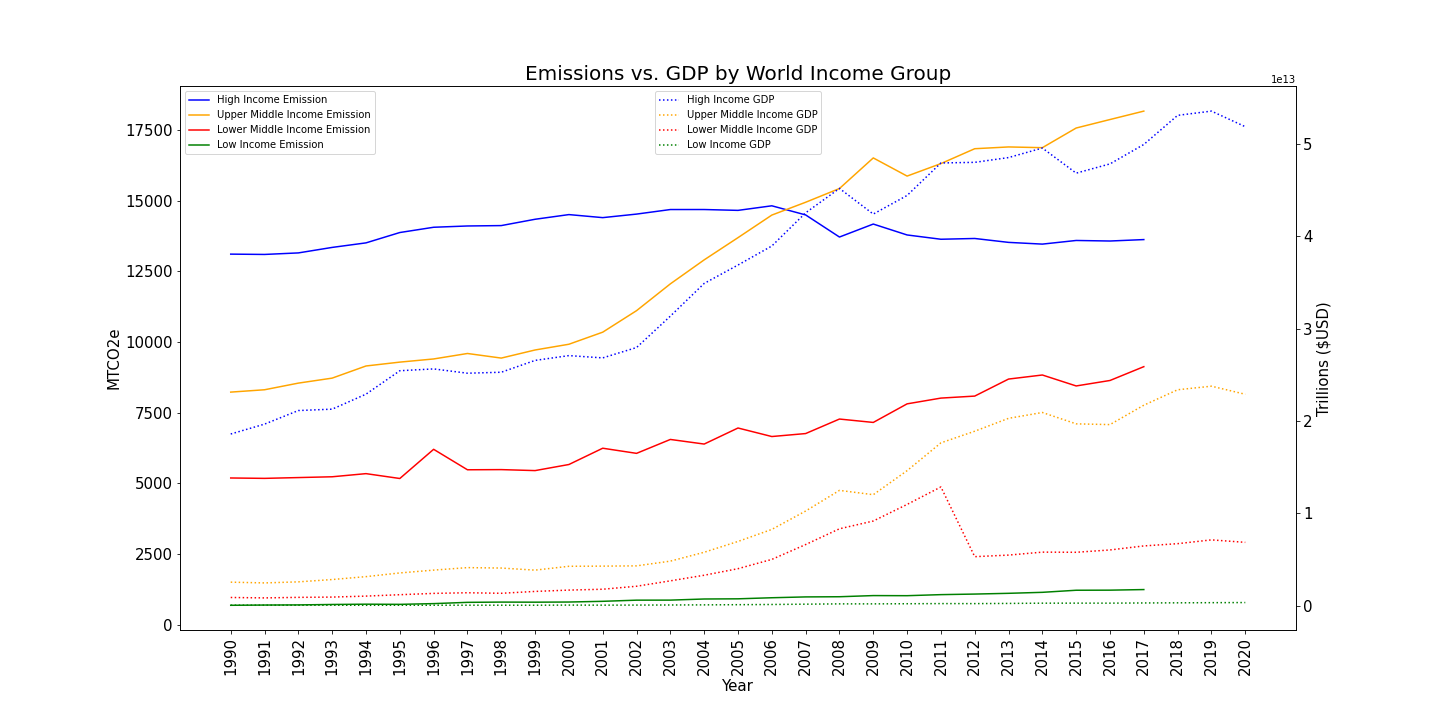 Emissions vs. GDP by World Income Group
1e13
High Income Emission
Upper Middle Income Emission
Lower Middle Income Emission
Low Income Emission
High Income GDP
Upper Middle Income GDP
Lower Middle Income GDP
Low Income GDP
17500
15000
12500
10000
7500
5000
2500
0
MTCO2e
5
4
3
2
1
0
Trillions ($USD)
1990 1991 1992 1993 1994 1995 1996 1997 1998 1999 2000 2001 2002 2003 2004 2005 2006 2007 2008 2009 2010 2011 2012 2013 2014 2015 2016 2017 2018 2019 2020
Year